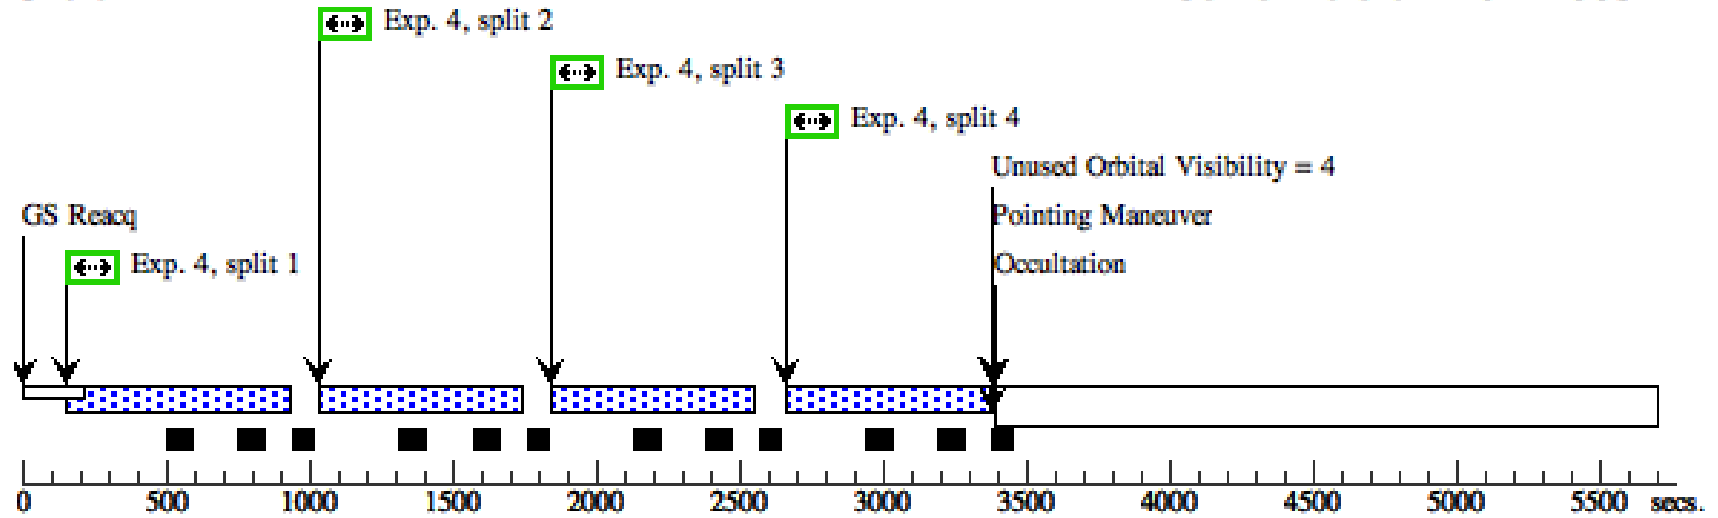 Exp. 4, split 2
Exp. 4, split 3
Exp. 4, split 4
Unused Orbital Visibility = 4
GS Reacq
Pointing Maneuver
Exp. 4, split 1
Occultation
0 500 1000 1500 2000 2500 3000 3500 4000 4500 5000 5500 secs.